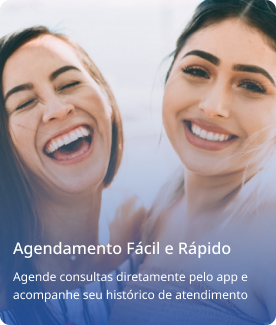 Agendamento Fácil e Rápido
Agende consultas diretamente pelo app e
acompanhe seu histórico de atendimento